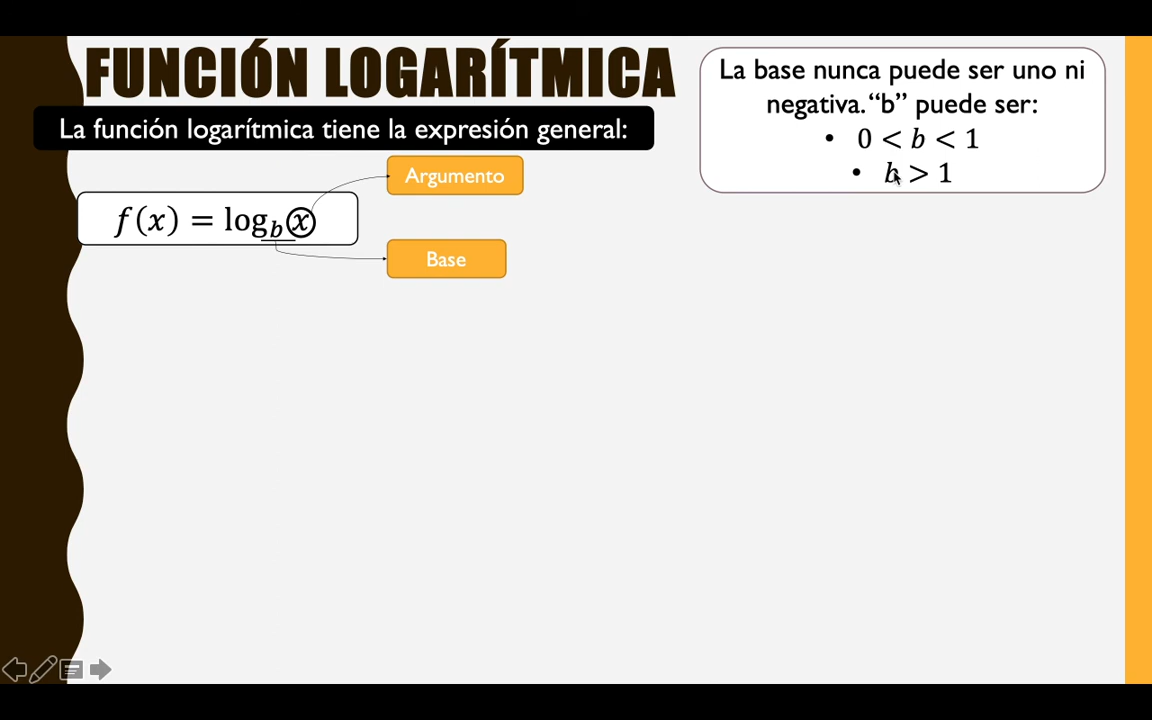 FUNCIÓN LOGARÍTMICA
La función logarítmica tiene la expresión general:
Argumento
f(x) = log_b x
Base
La base nunca puede ser uno ni
negativa. “b” puede ser:
• 0 < b < 1
• b > 1